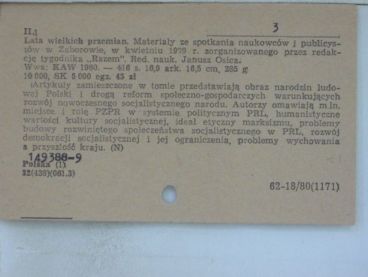 3
II.1
Lata wielkich przemian. Materiały ze spotkania naukowców i publicys-
tów w Zaborowie, w kwietniu 1979 r. zorganizowanego przez redak-
cję tygodnika „Razem". Red. nauk. Janusz Osica.
Wwa: KAW 1980. — 416 s. 16,9 ark. 16,5 cm, 285 g
10 000, SK 5 000 egz. 45 zł
(Artykuły zamieszczone w tomie przedstawiają obraz narodzin ludo-
wej Polski i drogą reform społeczno-gospodarczych warunkujących
rozwój nowoczesnego socjalistycznego narodu. Autorzy omawiają m.in.
miejsce i rolę PZPR w systemie politycznym PRL, humanistyczne
wartości kultury socjalistycznej, ideał etyczny marksizmu, problemy
budowy rozwiniętego społeczeństwa socjalistycznego w PRL, rozwój
demokracji socjalistycznej i jej ograniczenia, problemy wychowania
a przyszłość kraju. (N)
149388-9
Polska (1)
32(438)(061.3)
62-18/80(1171)